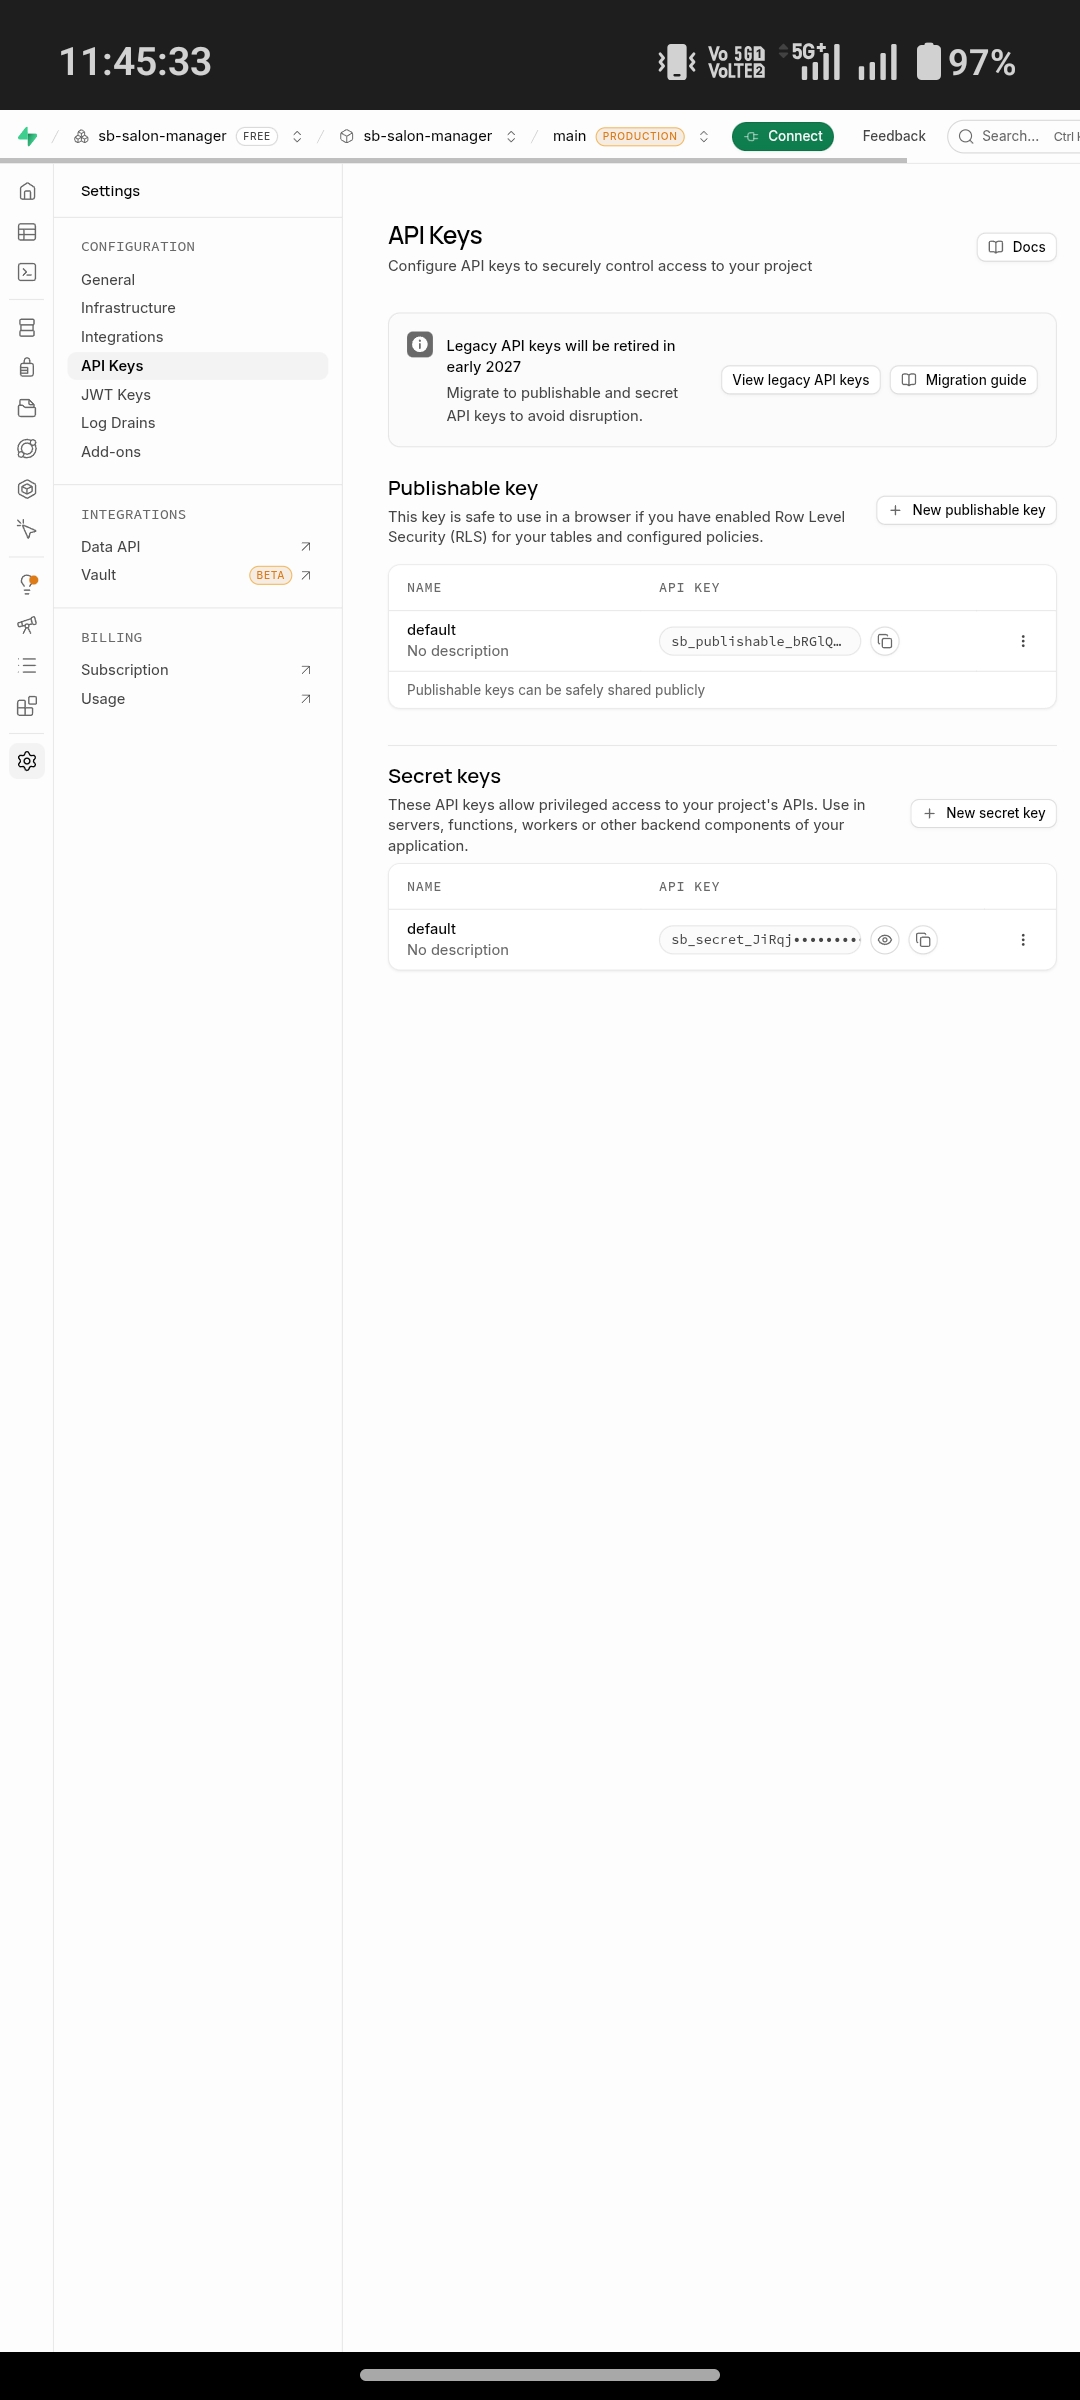 11:45:33
Vo 5G 1
VoLTE 2
5G+
97%
sb-salon-manager FREE
sb-salon-manager
main PRODUCTION
Connect
Feedback
Search... Ctrl
Settings
CONFIGURATION
General
Infrastructure
Integrations
API Keys
JWT Keys
Log Drains
Add-ons
INTEGRATIONS
Data API
Vault BETA
BILLING
Subscription
Usage
API Keys
Configure API keys to securely control access to your project
Docs
Legacy API keys will be retired in
early 2027
Migrate to publishable and secret
API keys to avoid disruption.
View legacy API keys
Migration guide
Publishable key
This key is safe to use in a browser if you have enabled Row Level
Security (RLS) for your tables and configured policies.
New publishable key
NAME API KEY
default
No description
sb_publishable_bRGlQ…
Publishable keys can be safely shared publicly
Secret keys
These API keys allow privileged access to your project's APIs. Use in
servers, functions, workers or other backend components of your
application.
New secret key
NAME API KEY
default
No description
sb_secret_JiRqj•••••••••